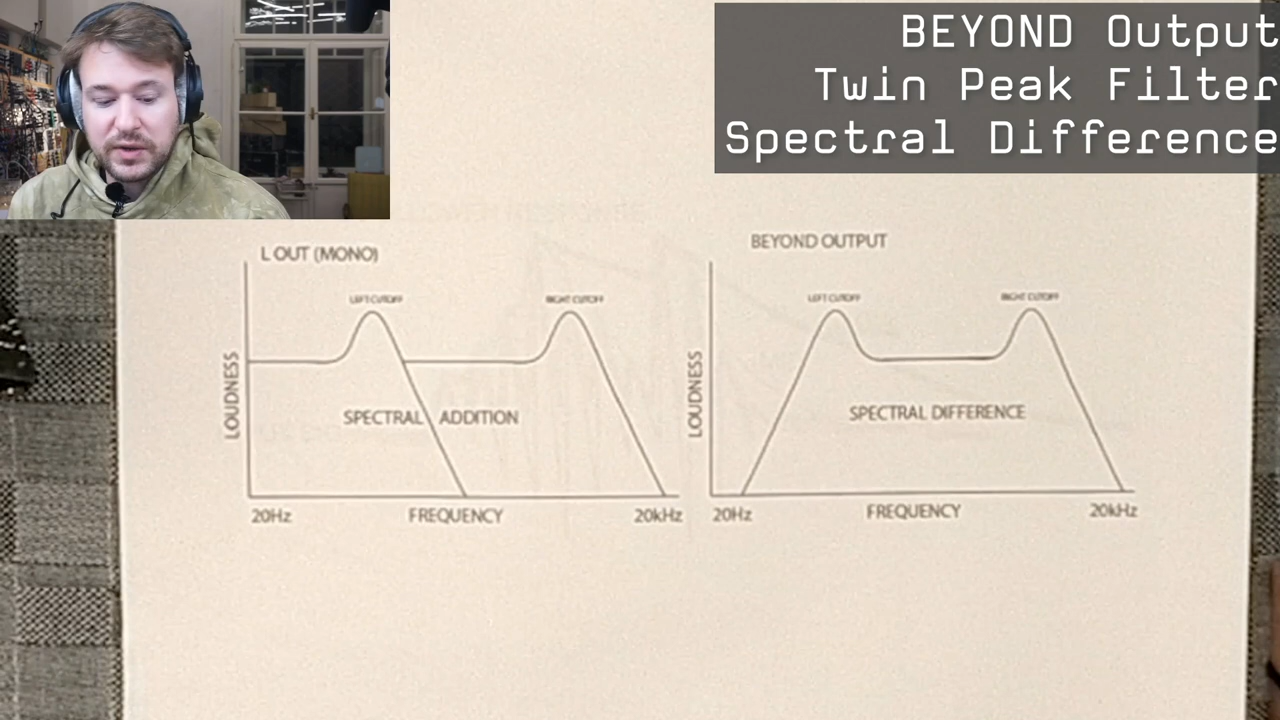 BEYOND Output
Twin Peak Filter
Spectral Difference
L OUT (MONO)
LEFT CUTOFF
RIGHT CUTOFF
LOUDNESS
SPECTRAL ADDITION
20Hz
FREQUENCY
20kHz
BEYOND OUTPUT
LEFT CUTOFF
RIGHT CUTOFF
LOUDNESS
SPECTRAL DIFFERENCE
20Hz
FREQUENCY
20kHz